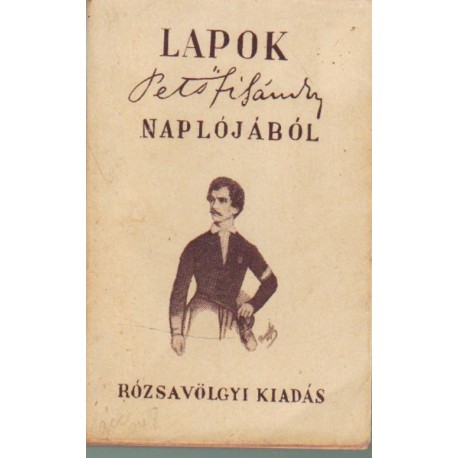 LAPOK
Petőfi Sándor
NAPLÓJÁBÓL
RÓZSAVÖLGYI KIADÁS